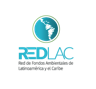 REDLAC
Red de Fondos Ambientales de
Latinoamérica y el Caribe